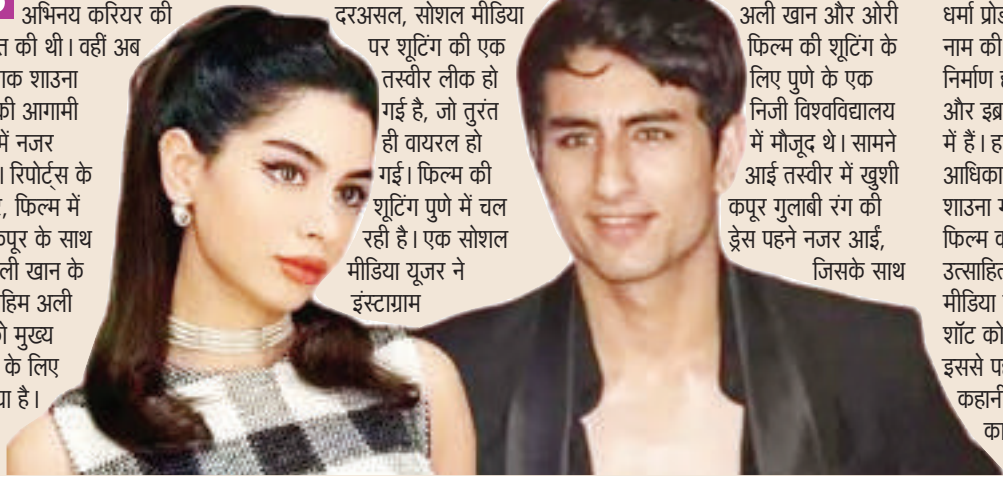 अभिनय करियर की
त की थी। वहीं अब
शाउना
की आगामी
में नजर
। रिपोर्ट्स के
, फिल्म में
कपूर के साथ
ली खान के
हिम अली
मुख्य
के लिए
या है।
दरअसल, सोशल मीडिया
पर शूटिंग की एक
तस्वीर लीक हो
गई है, जो तुरंत
ही वायरल हो
गई। फिल्म की
शूटिंग पुणे में चल
रही है। एक सोशल
मीडिया यूजर ने
इंस्टाग्राम
अली खान और ओरी
फिल्म की शूटिंग के
लिए पुणे के एक
निजी विश्वविद्यालय
में मौजूद थे। सामने
आई तस्वीर में खुशी
कपूर गुलाबी रंग की
ड्रेस पहने नजर आईं,
जिसके साथ
धर्मा
नाम की
निर्माण
और इब्र
में हैं। ह
आधिका
शाउना
फिल्म
उत्साहित
मीडिया
शॉट को
इससे
कहानी
का